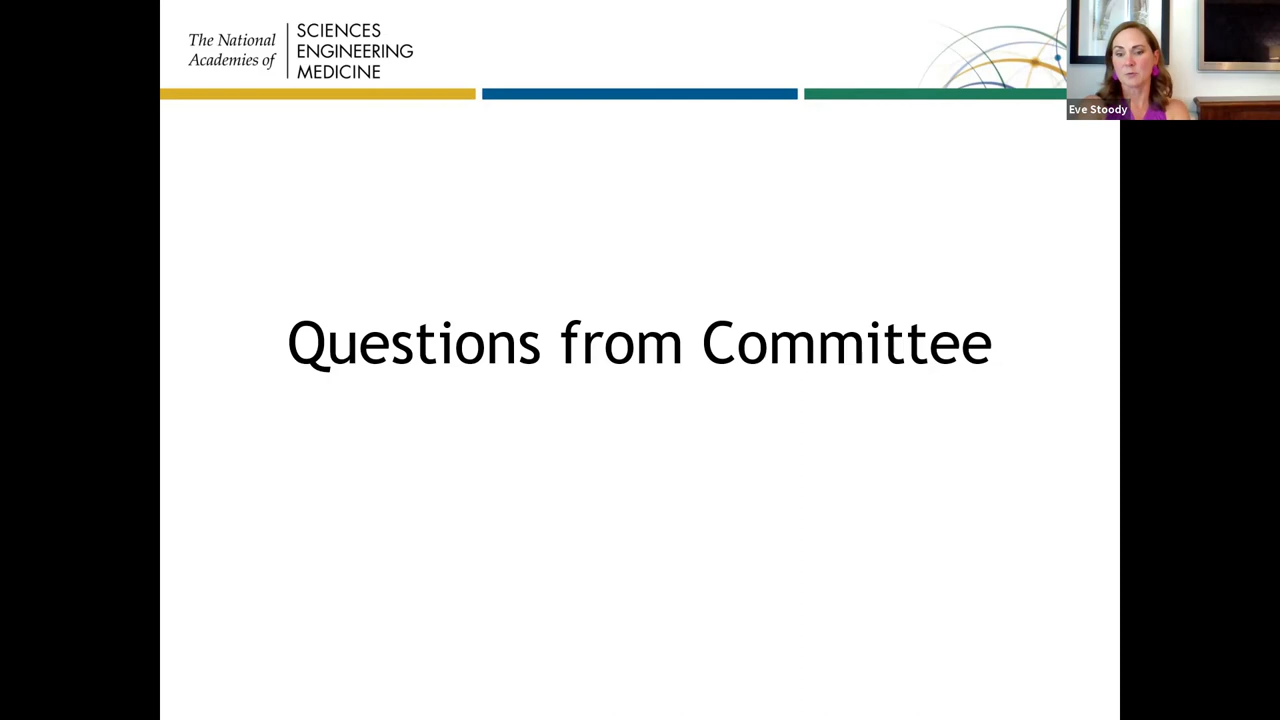 The National
Academies of
SCIENCES
ENGINEERING
MEDICINE
Eve Stoody
Questions from Committee